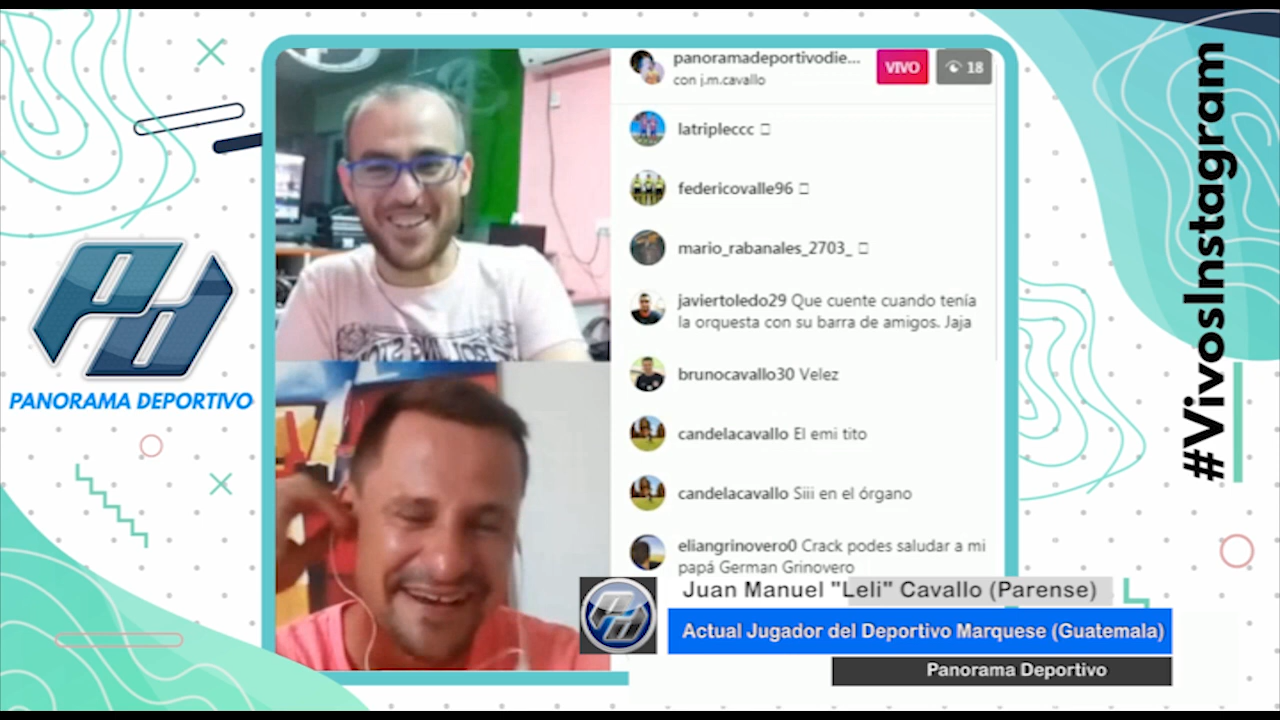 panoramadeportivodie...
con j.m.cavallo
VIVO
18
latripleccc
federicovalle96
mario_rabanales_2703_
javiertoledo29 Que cuente cuando tenía
la orquesta con su barra de amigos. Jaja
brunocavallo30 Velez
candelacavallo El emi tito
candelacavallo Siii en el órgano
eliangrinovero0 Crack podes saludar a mi
papá German Grinovero
PD
PANORAMA DEPORTIVO
#VivosInstagram
Juan Manuel "Leli" Cavallo (Parense)
Actual Jugador del Deportivo Marquese (Guatemala)
Panorama Deportivo